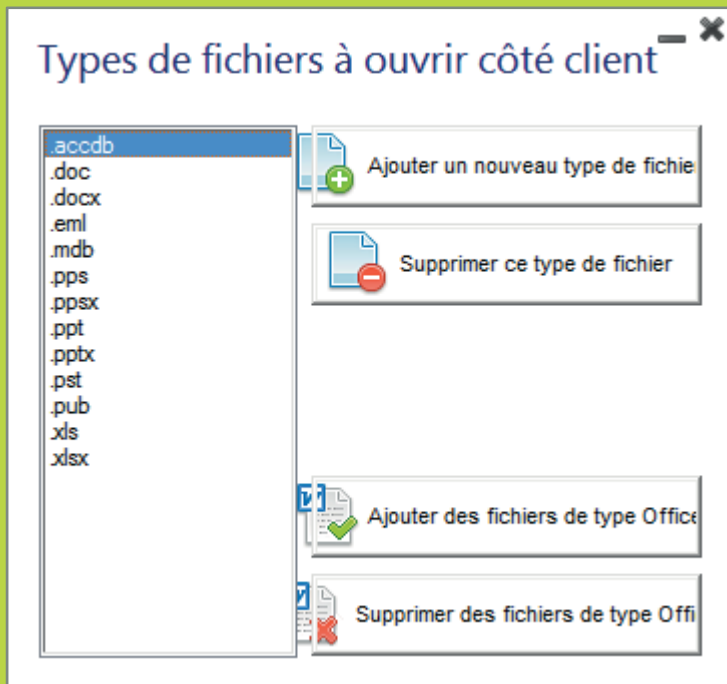 Types de fichiers à ouvrir côté client
.accdb
.doc
.docx
.eml
.mdb
.pps
.ppsx
.ppt
.pptx
.pst
.pub
.xls
.xlsx
Ajouter un nouveau type de fichie
Supprimer ce type de fichier
Ajouter des fichiers de type Office
Supprimer des fichiers de type Offi